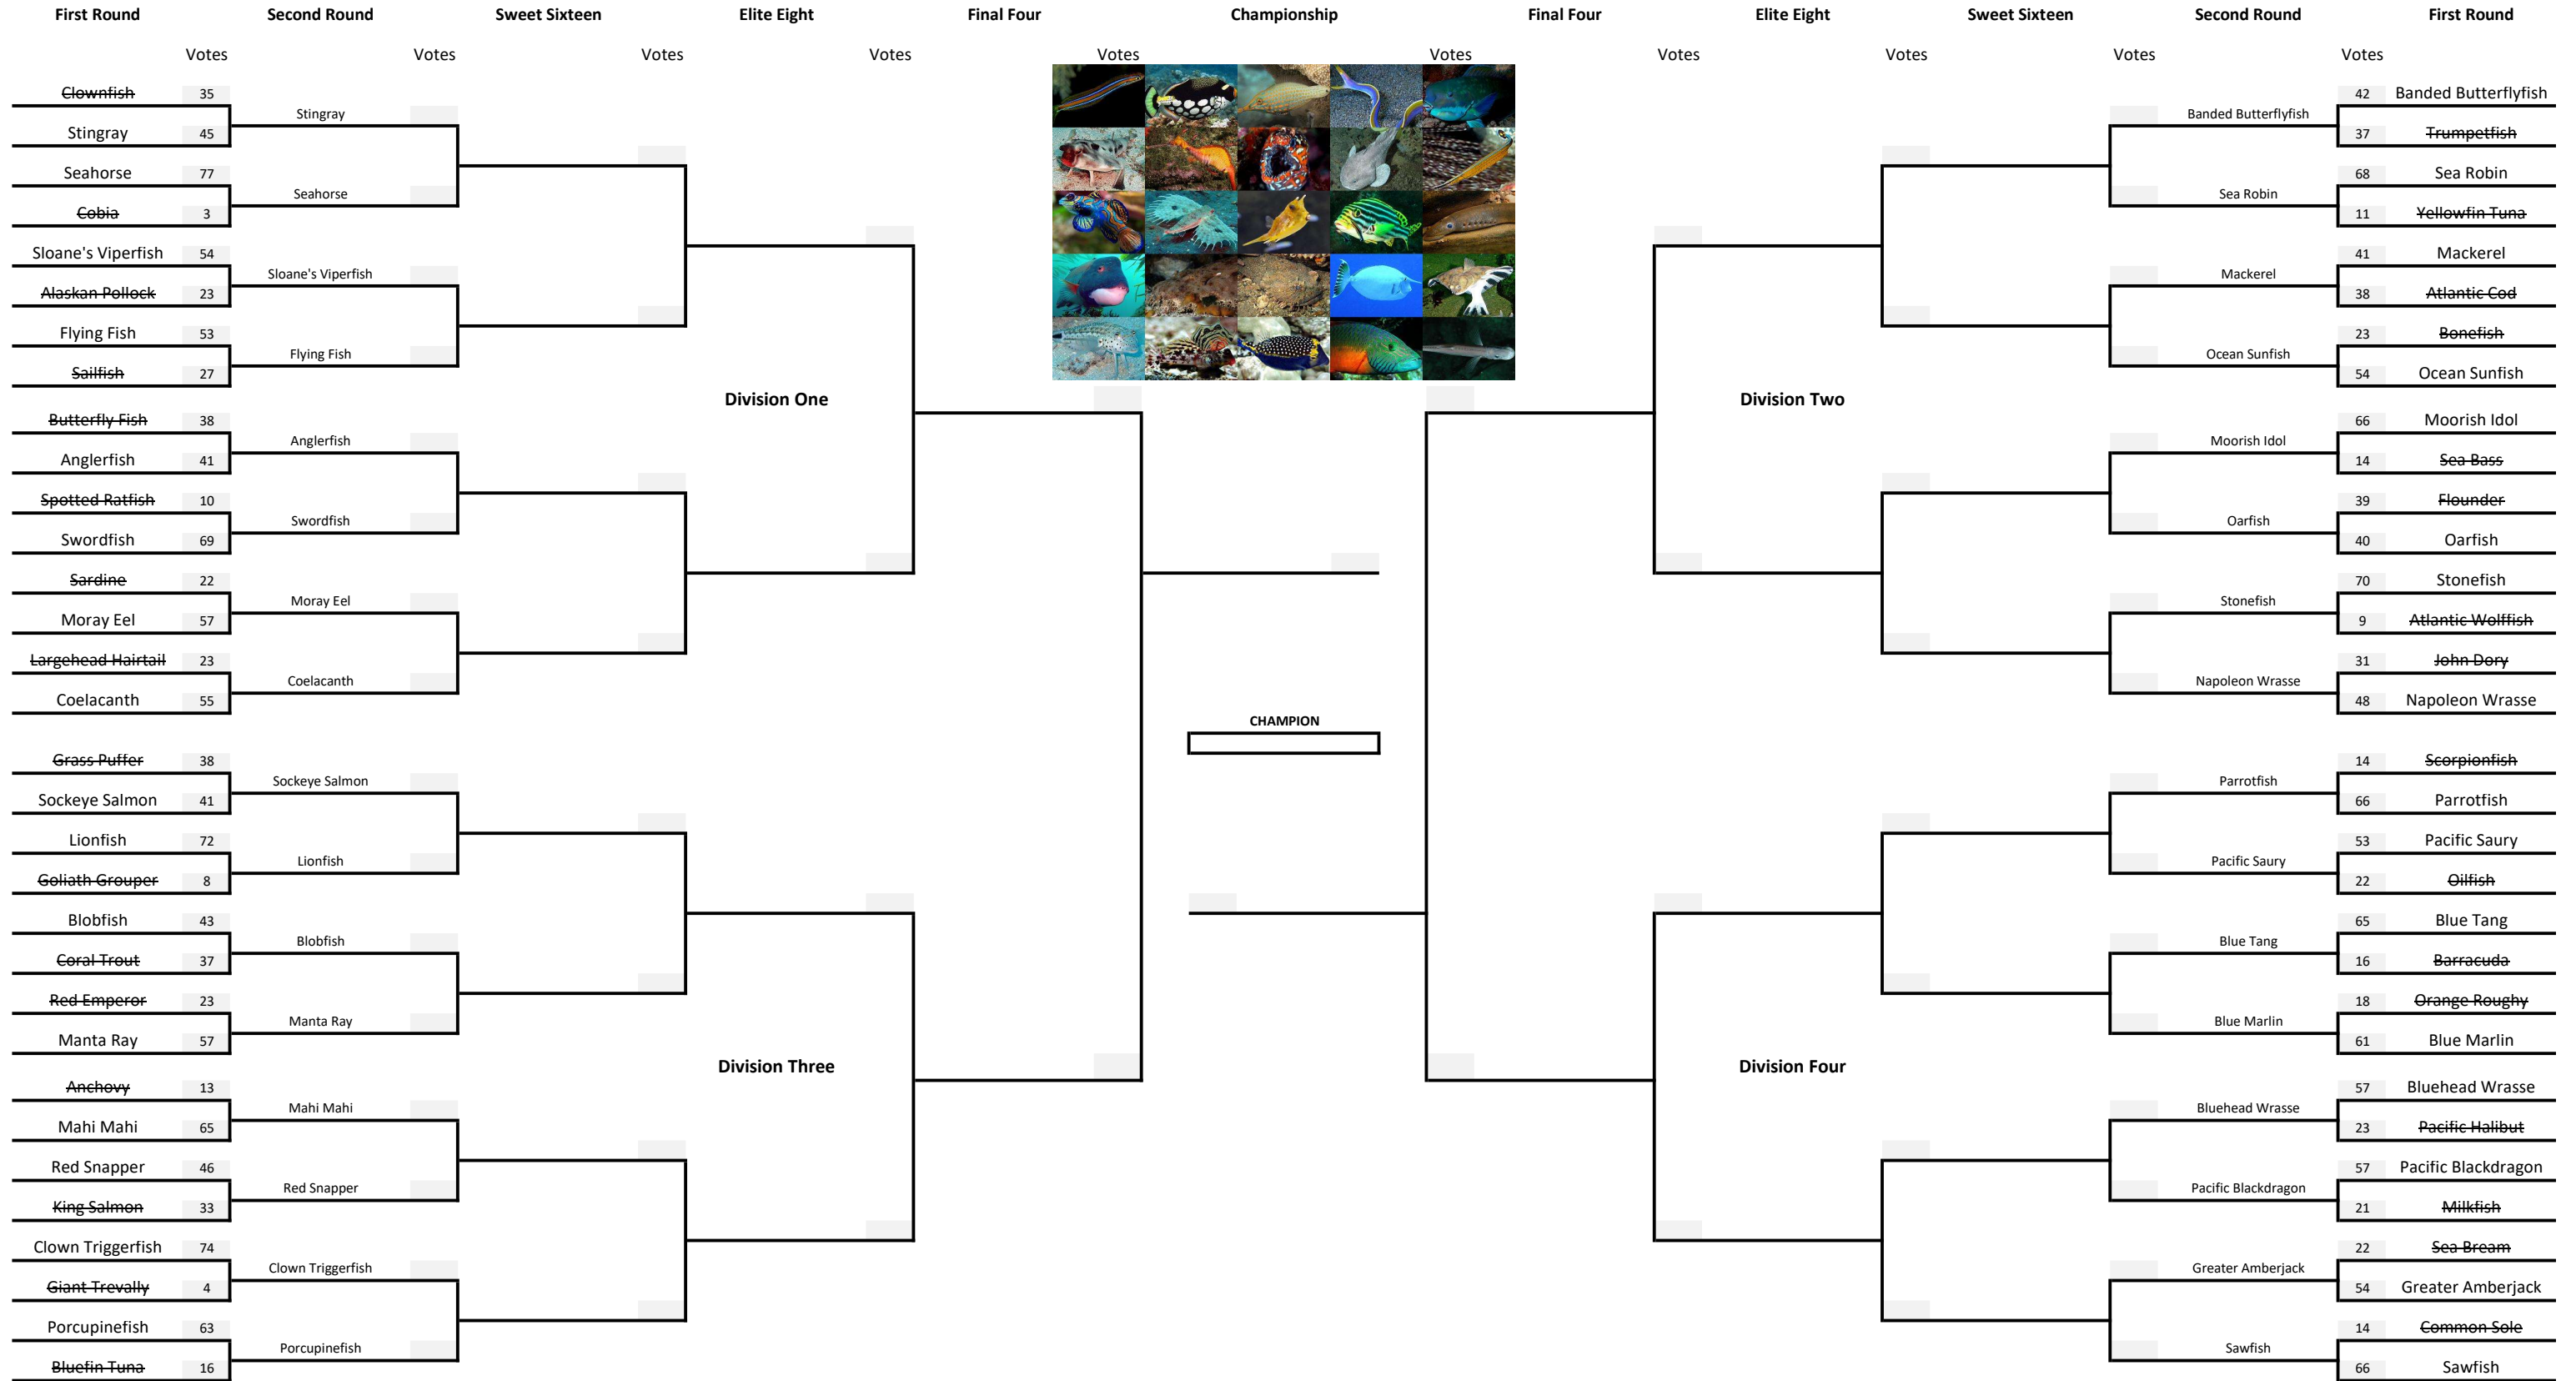 First Round Second Round Sweet Sixteen Elite Eight Final Four Championship Final Four Elite Eight Sweet Sixteen Second Round First Round
Votes Votes Votes Votes Votes Votes Votes Votes Votes Votes
Clownfish 35
Stingray
Stingray 45
Seahorse 77
Seahorse
Cobia 3
Sloane's Viperfish 54
Sloane's Viperfish
Alaskan Pollock 23
Flying Fish 53
Flying Fish
Sailfish 27
Division One
Butterfly Fish 38
Anglerfish
Anglerfish 41
Spotted Ratfish 10
Swordfish
Swordfish 69
Sardine 22
Moray Eel
Moray Eel 57
Largehead Hairtail 23
Coelacanth
Coelacanth 55
Grass Puffer 38
Sockeye Salmon
Sockeye Salmon 41
Lionfish 72
Lionfish
Goliath Grouper 8
Blobfish 43
Blobfish
Coral Trout 37
Red Emperor 23
Manta Ray
Manta Ray 57
Division Three
Anchovy 13
Mahi Mahi
Mahi Mahi 65
Red Snapper 46
Red Snapper
King Salmon 33
Clown Triggerfish 74
Clown Triggerfish
Giant Trevally 4
Porcupinefish 63
Porcupinefish
Bluefin Tuna 16
CHAMPION
42 Banded Butterflyfish
Banded Butterflyfish
37 Trumpetfish
68 Sea Robin
Sea Robin
11 Yellowfin Tuna
41 Mackerel
Mackerel
38 Atlantic Cod
23 Bonefish
Ocean Sunfish
54 Ocean Sunfish
Division Two
66 Moorish Idol
Moorish Idol
14 Sea Bass
39 Flounder
Oarfish
40 Oarfish
70 Stonefish
Stonefish
9 Atlantic Wolffish
31 John Dory
Napoleon Wrasse
48 Napoleon Wrasse
14 Scorpionfish
Parrotfish
66 Parrotfish
53 Pacific Saury
Pacific Saury
22 Oilfish
65 Blue Tang
Blue Tang
16 Barracuda
18 Orange Roughy
Blue Marlin
61 Blue Marlin
Division Four
57 Bluehead Wrasse
Bluehead Wrasse
23 Pacific Halibut
57 Pacific Blackdragon
Pacific Blackdragon
21 Milkfish
22 Sea Bream
Greater Amberjack
54 Greater Amberjack
14 Common Sole
Sawfish
66 Sawfish